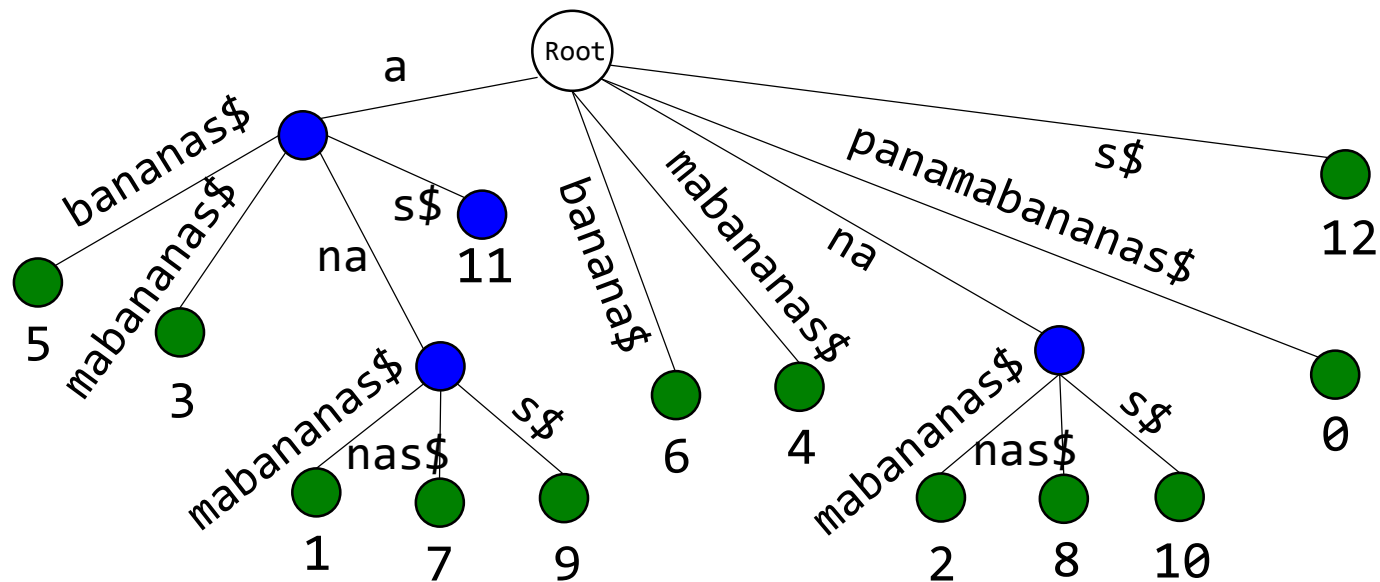 Root
a
bananas$
mabananas$
na
s$
11
5
3
mabananas$
nas$
s$
1
7
9
banana$
6
mabananas$
4
na
mabananas$
nas$
s$
2
8
10
panamabananas$
0
s$
12